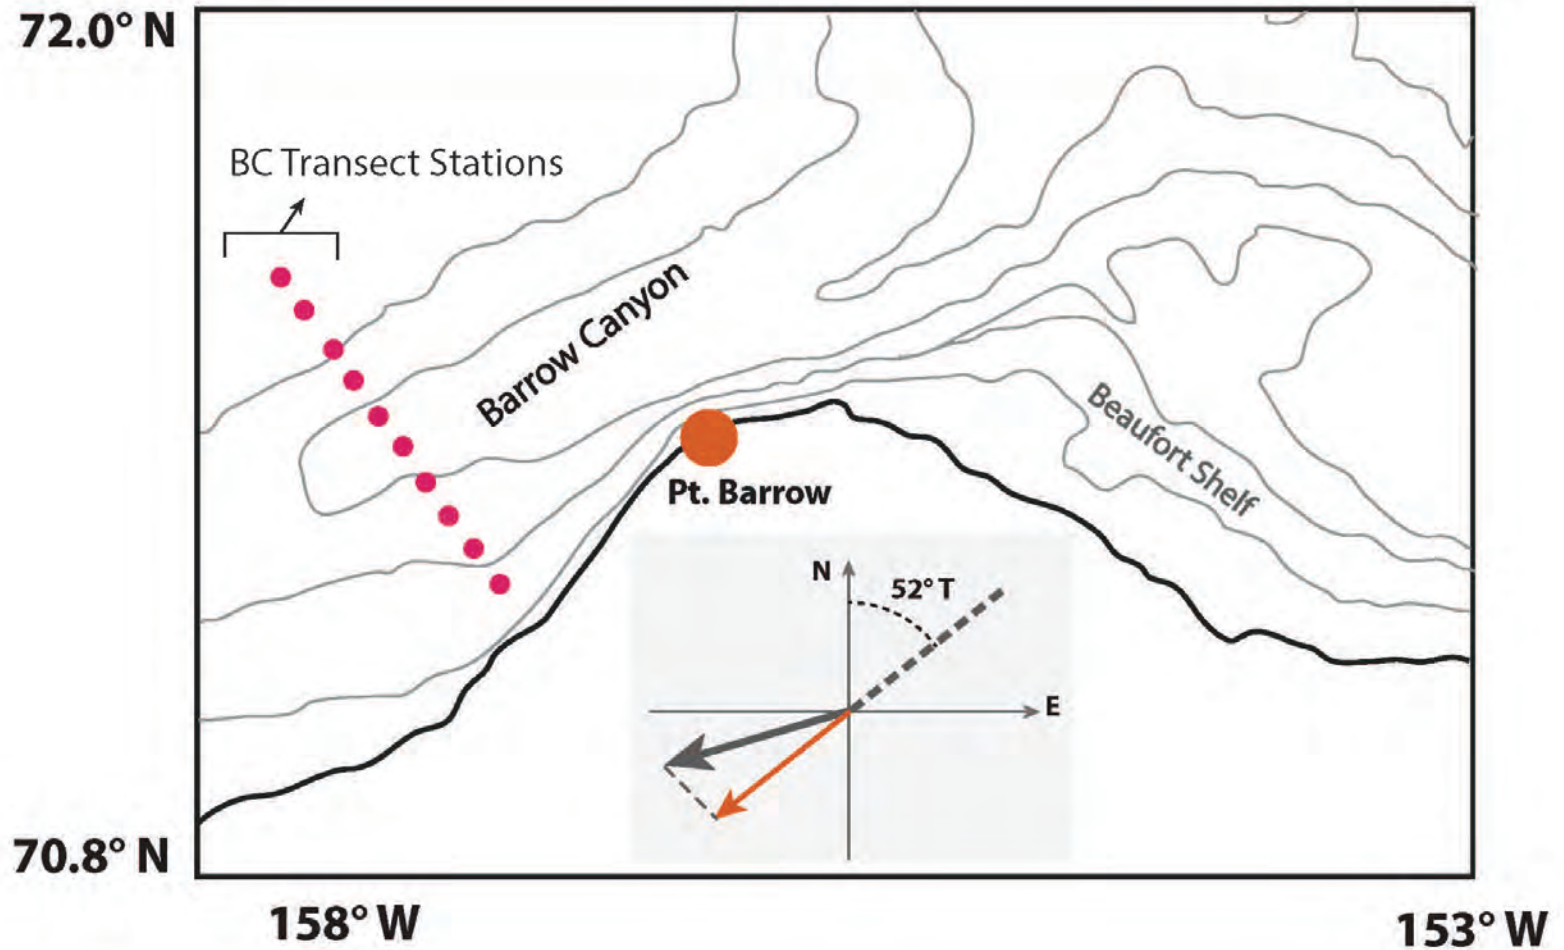 72.0° N
BC Transect Stations
Barrow Canyon
Beaufort Shelf
Pt. Barrow
N
52° T
E
70.8° N
158° W
153° W